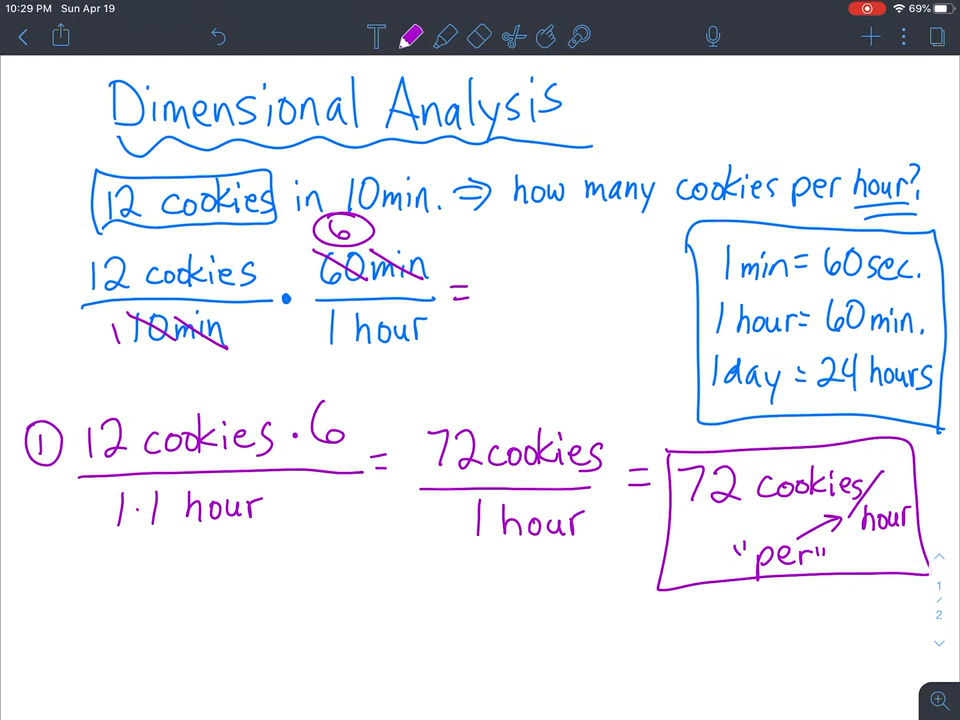 10:29 PM Sun Apr 19 69%
T
Dimensional Analysis
12 cookies in 10min. ⇒ how many cookies per hour?
6
12 cookies • 60min =
1 10min 1 hour
1 min = 60sec.
1 hour = 60min.
1day = 24 hours
① 12 cookies • 6 = 72cookies = 72 cookies/hour
1•1 hour 1 hour "per"
1
/
2